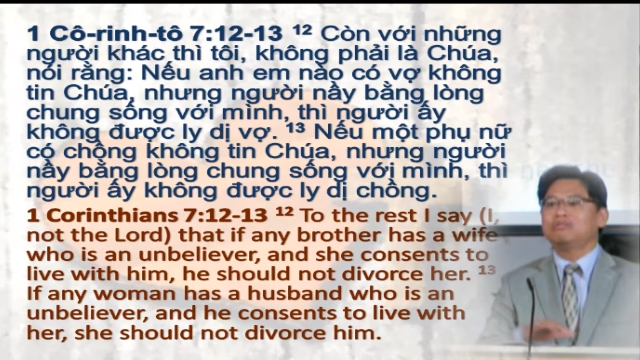 1 Cô-rinh-tô 7:12-13 ¹² Còn với những
người khác thì tôi, không phải là Chúa,
nói rằng: Nếu anh em nào có vợ không
tin Chúa, nhưng người nầy bằng lòng
chung sống với mình, thì người ấy
không được ly dị vợ. ¹³ Nếu một phụ nữ
có chồng không tin Chúa, nhưng người
nầy bằng lòng chung sống với mình, thì
người ấy không được ly dị chồng.
1 Corinthians 7:12-13 ¹² To the rest I say (I,
not the Lord) that if any brother has a wife
who is an unbeliever, and she consents to
live with him, he should not divorce her. ¹³
If any woman has a husband who is an
unbeliever, and he consents to live with
her, she should not divorce him.